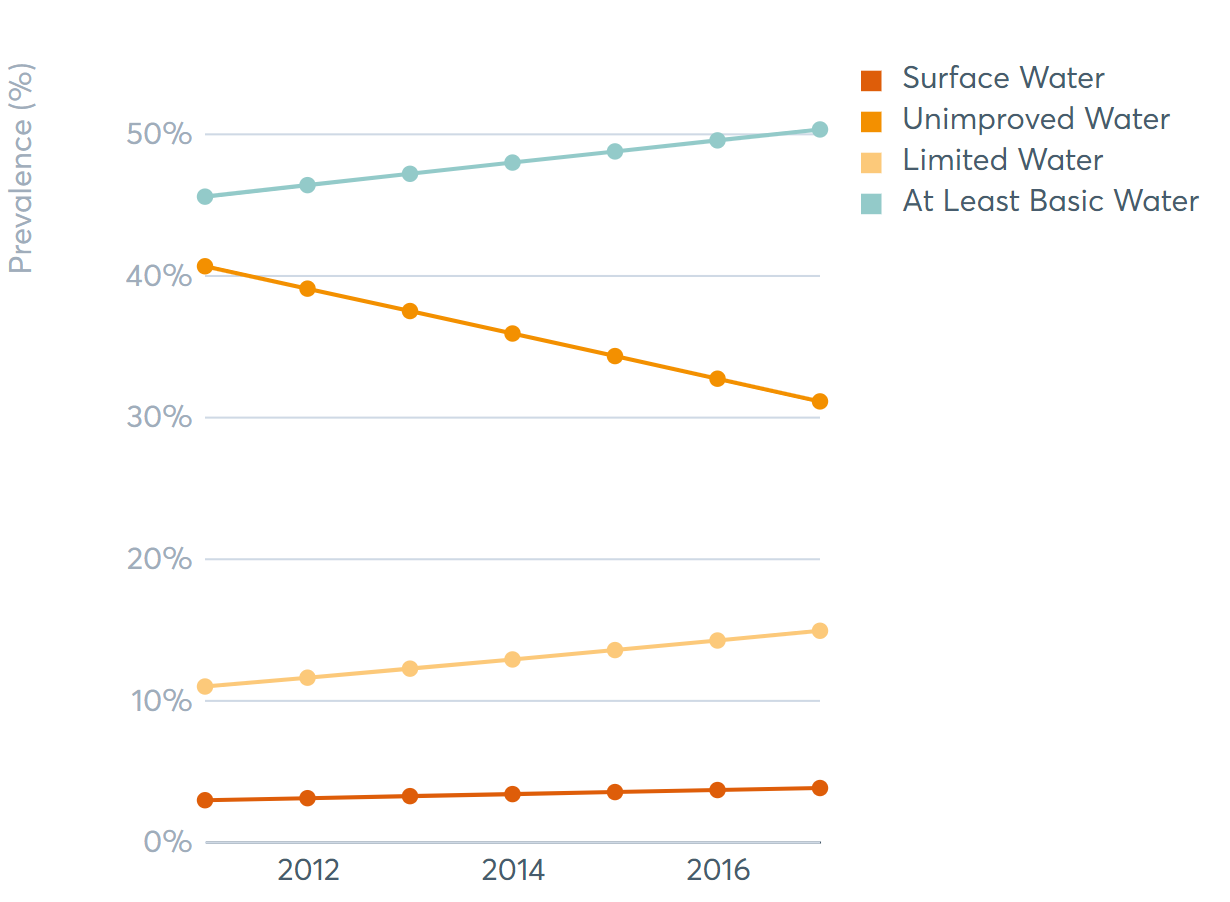 Prevalence (%)
50%
40%
30%
20%
10%
0%
2012
2014
2016
Surface Water
Unimproved Water
Limited Water
At Least Basic Water